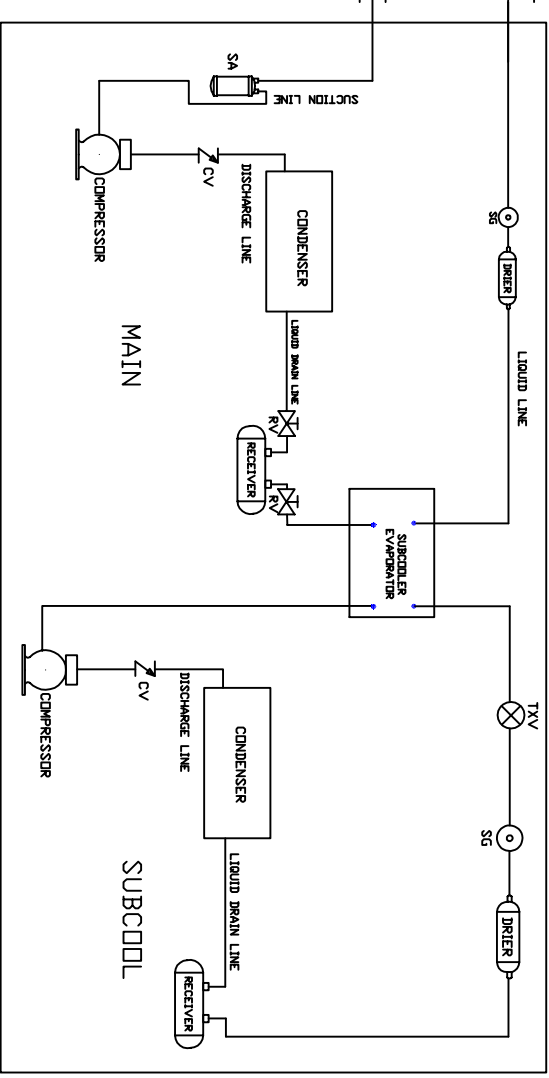 SA
SUCTION LINE
COMPRESSOR
CV
DISCHARGE LINE
CONDENSER
LIQUID DRAIN LINE
RV
RECEIVER
RV
MAIN
SG
DRIER
LIQUID LINE
SUBCOOLER
EVAPORATOR
TXV
SG
DRIER
COMPRESSOR
CV
DISCHARGE LINE
CONDENSER
LIQUID DRAIN LINE
RECEIVER
SUBCOOL